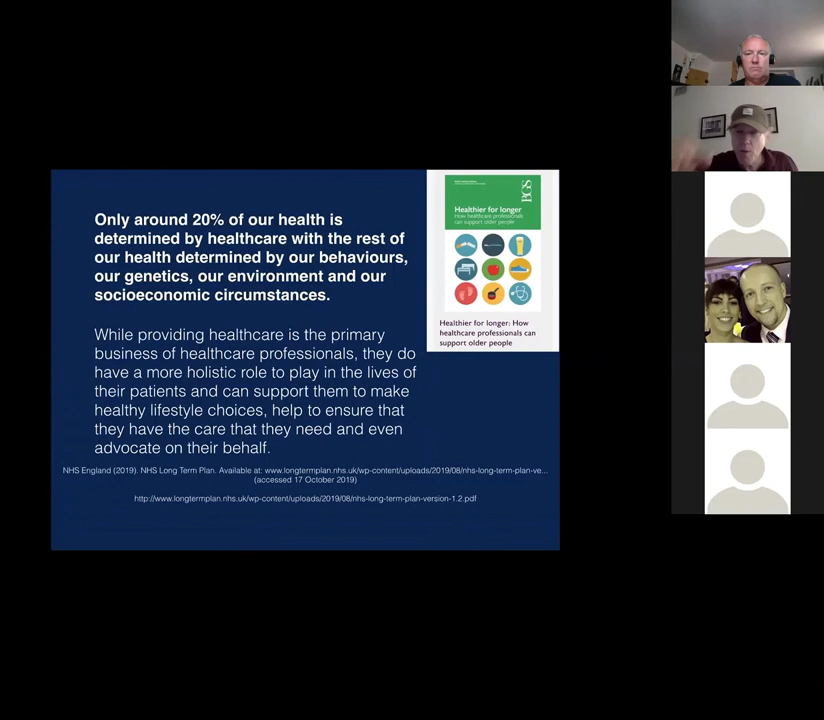 Only around 20% of our health is
determined by healthcare with the rest of
our health determined by our behaviours,
our genetics, our environment and our
socioeconomic circumstances.
While providing healthcare is the primary
business of healthcare professionals, they do
have a more holistic role to play in the lives of
their patients and can support them to make
healthy lifestyle choices, help to ensure that
they have the care that they need and even
advocate on their behalf.
NHS England (2019). NHS Long Term Plan. Available at: www.longtermplan.nhs.uk/wp-content/uploads/2019/08/nhs-long-term-plan-ve...
(accessed 17 October 2019)
http://www.longtermplan.nhs.uk/wp-content/uploads/2019/08/nhs-long-term-plan-version-1.2.pdf
Healthier for longer
How healthcare professionals
can support older people
Healthier for longer: How
healthcare professionals can
support older people